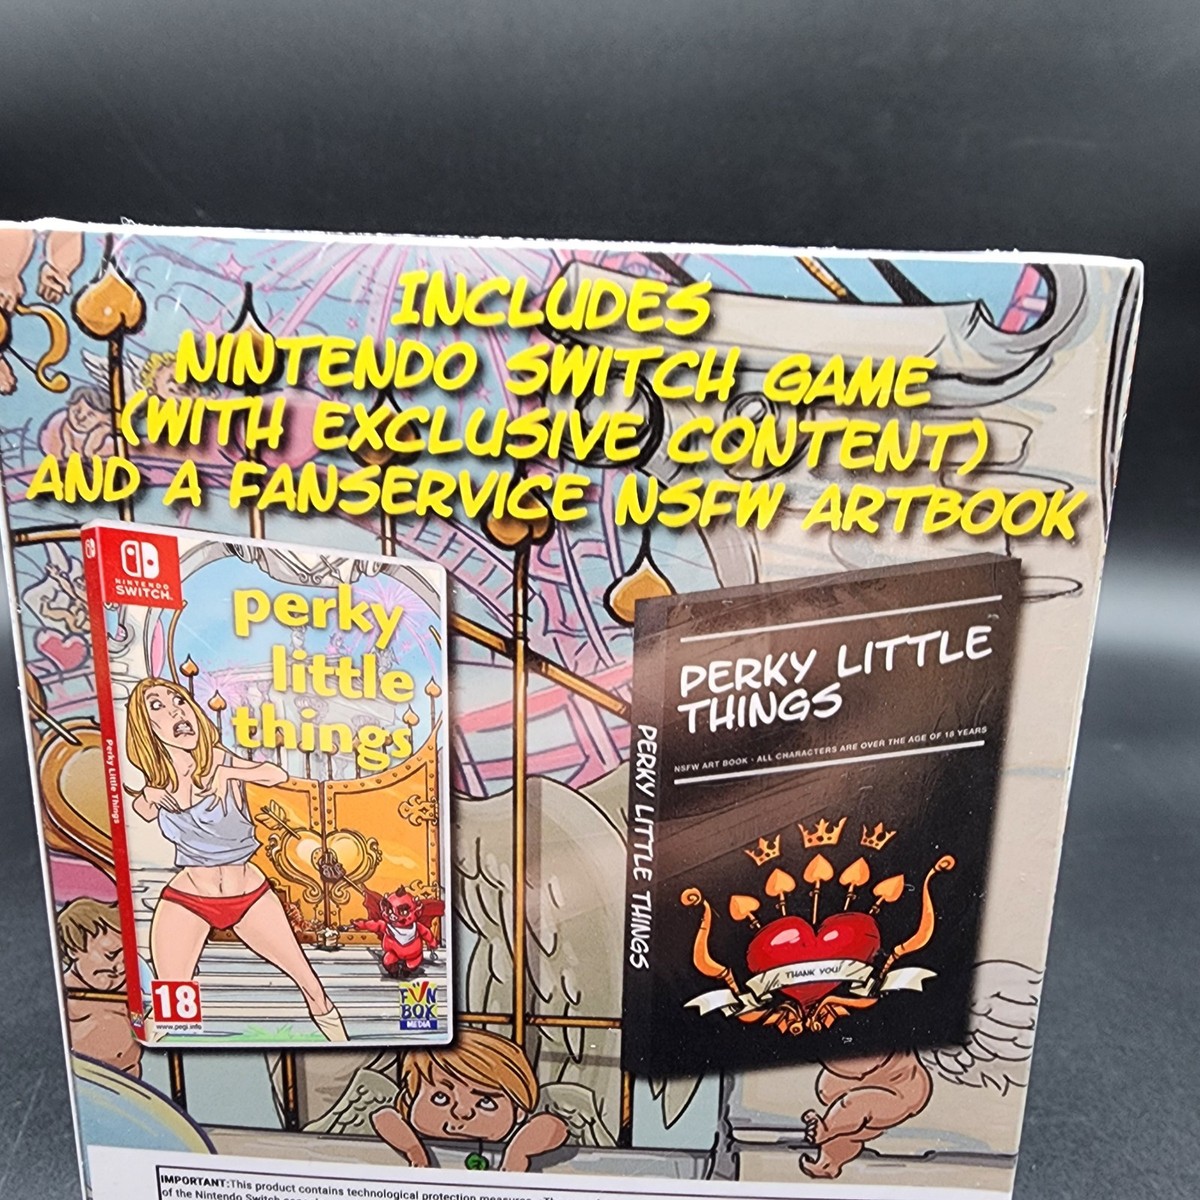 INCLUDES
NINTENDO SWITCH GAME
(WITH EXCLUSIVE CONTENT)
AND A FANSERVICE NSFW ARTBOOK
NINTENDO
SWITCH
perky
little
things
Perky Little Things
18
www.pegi.info
FUN
BOX
MEDIA
PERKY LITTLE
THINGS
NSFW ART BOOK - ALL CHARACTERS ARE OVER THE AGE OF 18 YEARS
PERKY LITTLE THINGS
THANK YOU!
IMPORTANT: This product contains technological protection measures.
of the Nintendo Switch